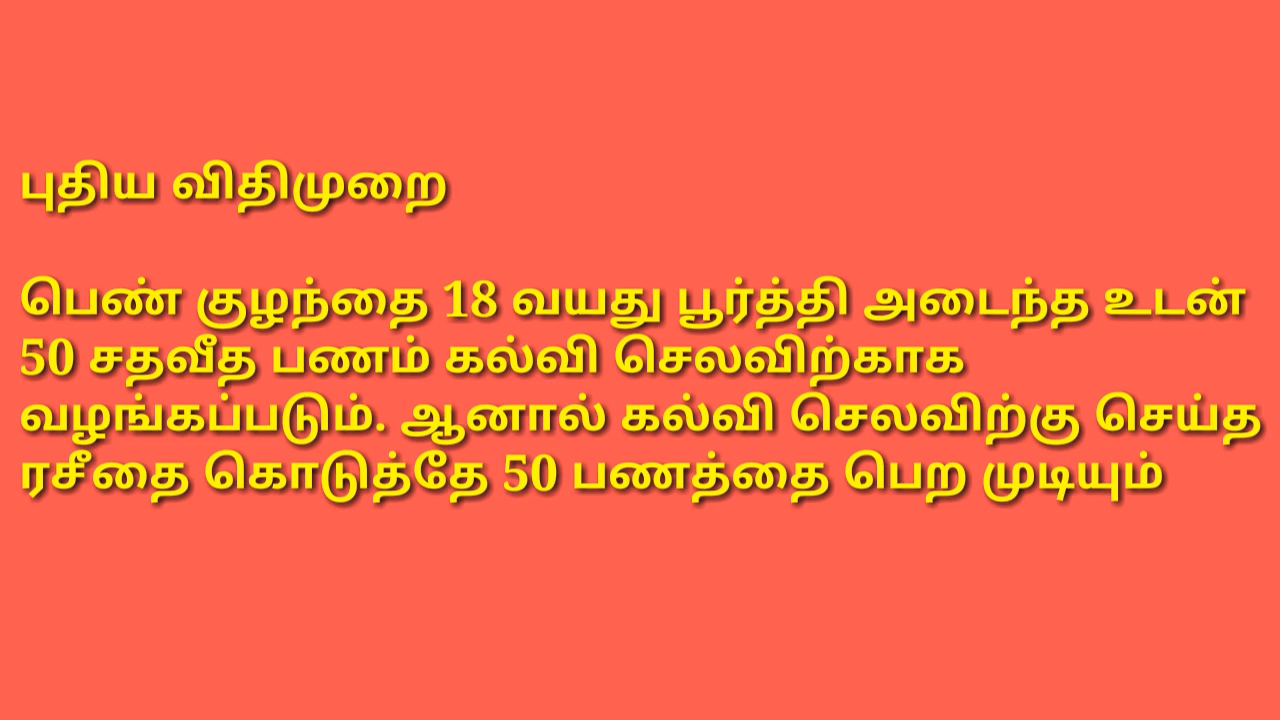 புதிய விதிமுறை
பெண் குழந்தை 18 வயது பூர்த்தி அடைந்த உடன்
50 சதவீத பணம் கல்வி செலவிற்காக
வழங்கப்படும். ஆனால் கல்வி செலவிற்கு செய்த
ரசீதை கொடுத்தே 50 பணத்தை பெற முடியும்